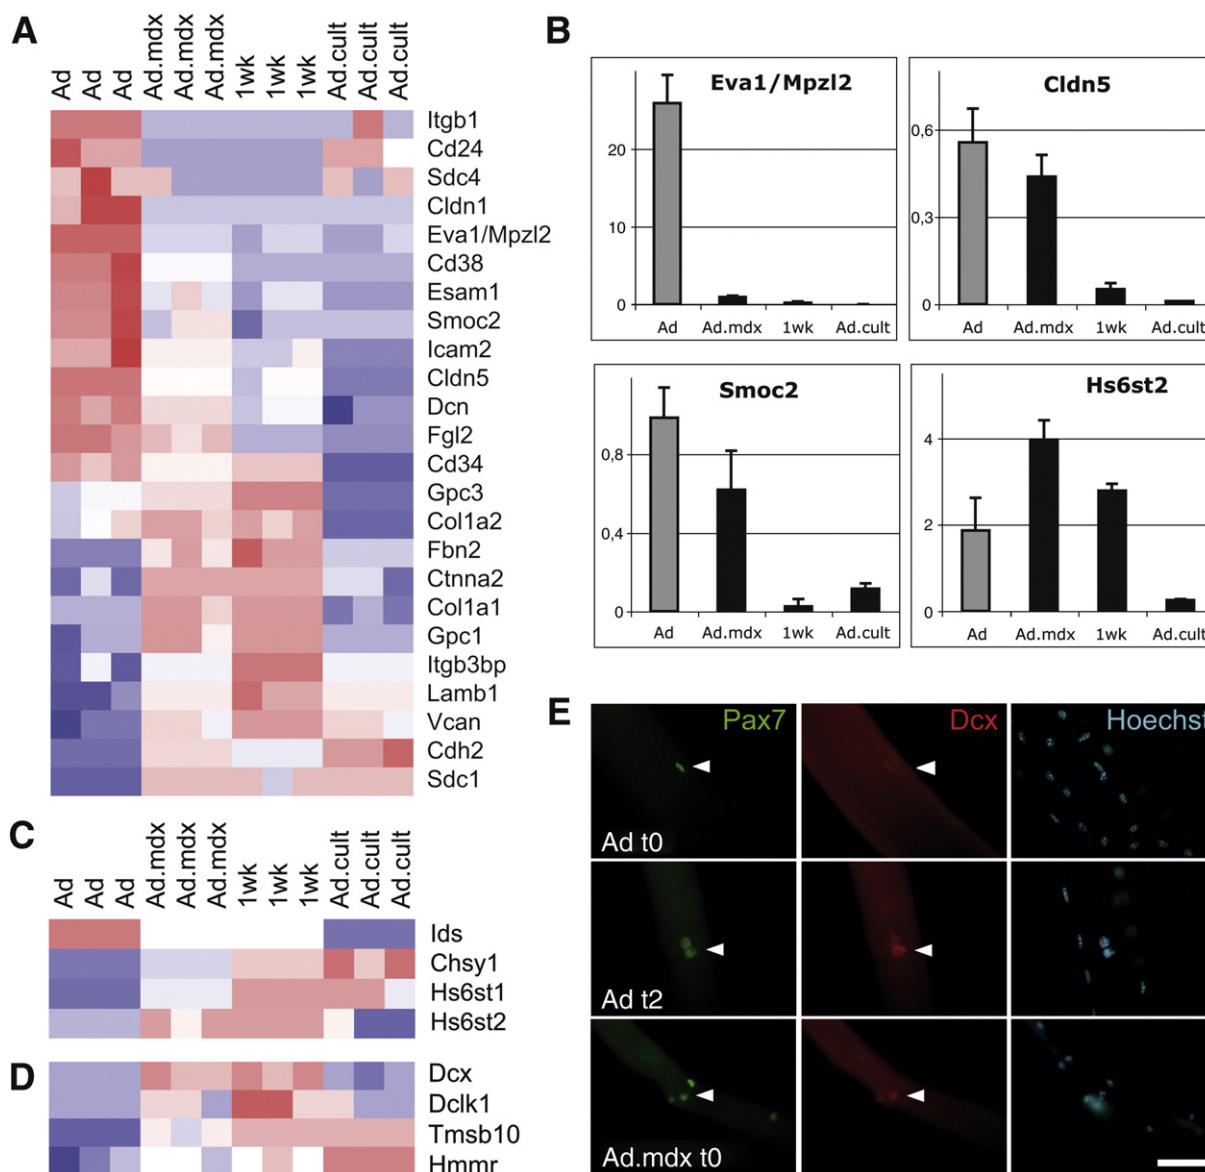 A
Ad Ad Ad Ad.mdx Ad.mdx Ad.mdx 1wk 1wk 1wk Ad.cult Ad.cult Ad.cult
Itgb1
Cd24
Sdc4
Cldn1
Eva1/Mpzl2
Cd38
Esam1
Smoc2
Icam2
Cldn5
Dcn
Fgl2
Cd34
Gpc3
Col1a2
Fbn2
Ctnna2
Col1a1
Gpc1
Itgb3bp
Lamb1
Vcan
Cdh2
Sdc1
B
Eva1/Mpzl2
20
10
0
Ad Ad.mdx 1wk Ad.cult
Cldn5
0,6
0,3
0
Ad Ad.mdx 1wk Ad.cult
Smoc2
0,8
0,4
0
Ad Ad.mdx 1wk Ad.cult
Hs6st2
4
2
0
Ad Ad.mdx 1wk Ad.cult
C
Ad Ad Ad Ad.mdx Ad.mdx Ad.mdx 1wk 1wk 1wk Ad.cult Ad.cult Ad.cult
Ids
Chsy1
Hs6st1
Hs6st2
D
Dcx
Dclk1
Tmsb10
Hmmr
E
Pax7 Dcx Hoechst
Ad t0
Ad t2
Ad.mdx t0